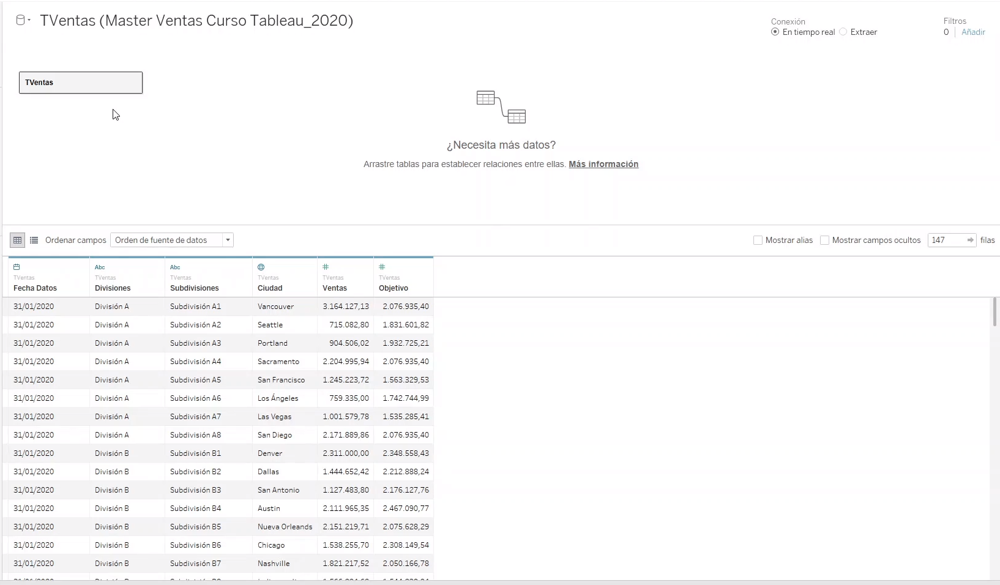 TVentas (Master Ventas Curso Tableau_2020)
Conexión
En tiempo real Extraer
Filtros
0 Añadir
TVentas
¿Necesita más datos?
Arrastre tablas para establecer relaciones entre ellas. Más información
Ordenar campos Orden de fuente de datos Mostrar alias Mostrar campos ocultos 147 filas
Abc Abc
TVentas TVentas TVentas TVentas TVentas TVentas
Fecha Datos Divisiones Subdivisiones Ciudad Ventas Objetivo
31/01/2020 División A Subdivisión A1 Vancouver 3.164.127,13 2.076.935,40
31/01/2020 División A Subdivisión A2 Seattle 715.082,80 1.831.601,82
31/01/2020 División A Subdivisión A3 Portland 904.506,02 1.932.725,21
31/01/2020 División A Subdivisión A4 Sacramento 2.204.995,94 2.076.935,40
31/01/2020 División A Subdivisión A5 San Francisco 1.245.223,72 1.563.329,53
31/01/2020 División A Subdivisión A6 Los Ángeles 759.335,00 1.742.744,99
31/01/2020 División A Subdivisión A7 Las Vegas 1.001.579,78 1.535.285,41
31/01/2020 División A Subdivisión A8 San Diego 2.171.889,86 2.076.935,40
31/01/2020 División B Subdivisión B1 Denver 2.311.000,00 2.348.558,43
31/01/2020 División B Subdivisión B2 Dallas 1.444.652,42 2.212.888,24
31/01/2020 División B Subdivisión B3 San Antonio 1.127.483,80 2.176.127,76
31/01/2020 División B Subdivisión B4 Austin 2.111.965,35 2.467.090,77
31/01/2020 División B Subdivisión B5 Nueva Orleands 2.151.219,71 2.075.628,29
31/01/2020 División B Subdivisión B6 Chicago 1.538.255,70 2.308.149,54
31/01/2020 División B Subdivisión B7 Nashville 1.821.217,52 2.050.166,78